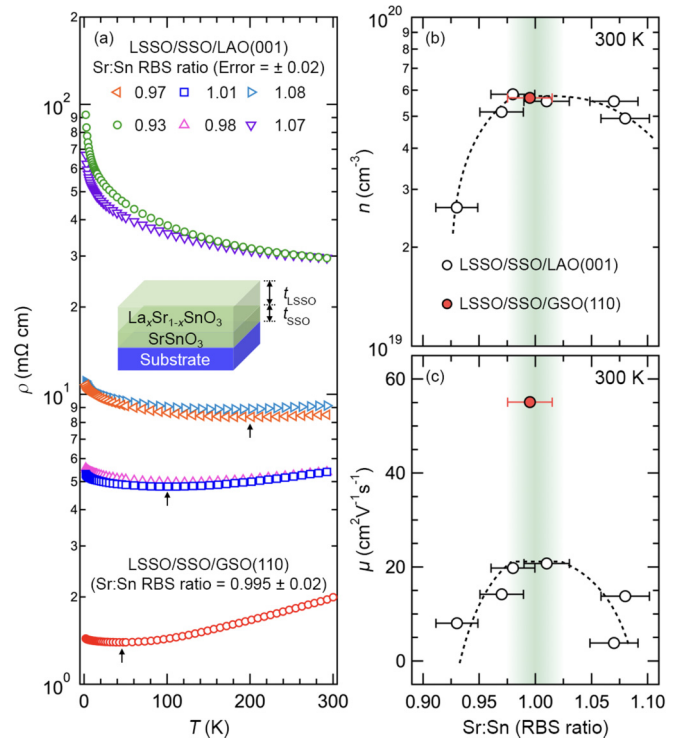 (a)
LSSO/SSO/LAO(001)
Sr:Sn RBS ratio (Error = ± 0.02)
0.97 1.01 1.08
0.93 0.98 1.07
10²
9
8
7
6
5
4
3
2
10¹
9
8
7
6
5
4
3
2
10⁰
ρ (mΩ cm)
t_LSSO
t_SSO
LaₓSr₁₋ₓSnO₃
SrSnO₃
Substrate
LSSO/SSO/GSO(110)
(Sr:Sn RBS ratio = 0.995 ± 0.02)
0 100 200 300
T (K)
(b) 300 K
10²⁰
9
8
7
6
5
4
3
2
10¹⁹
n (cm⁻³)
LSSO/SSO/LAO(001)
LSSO/SSO/GSO(110)
(c) 300 K
60
40
20
0
μ (cm²V⁻¹s⁻¹)
0.90 0.95 1.00 1.05 1.10
Sr:Sn (RBS ratio)